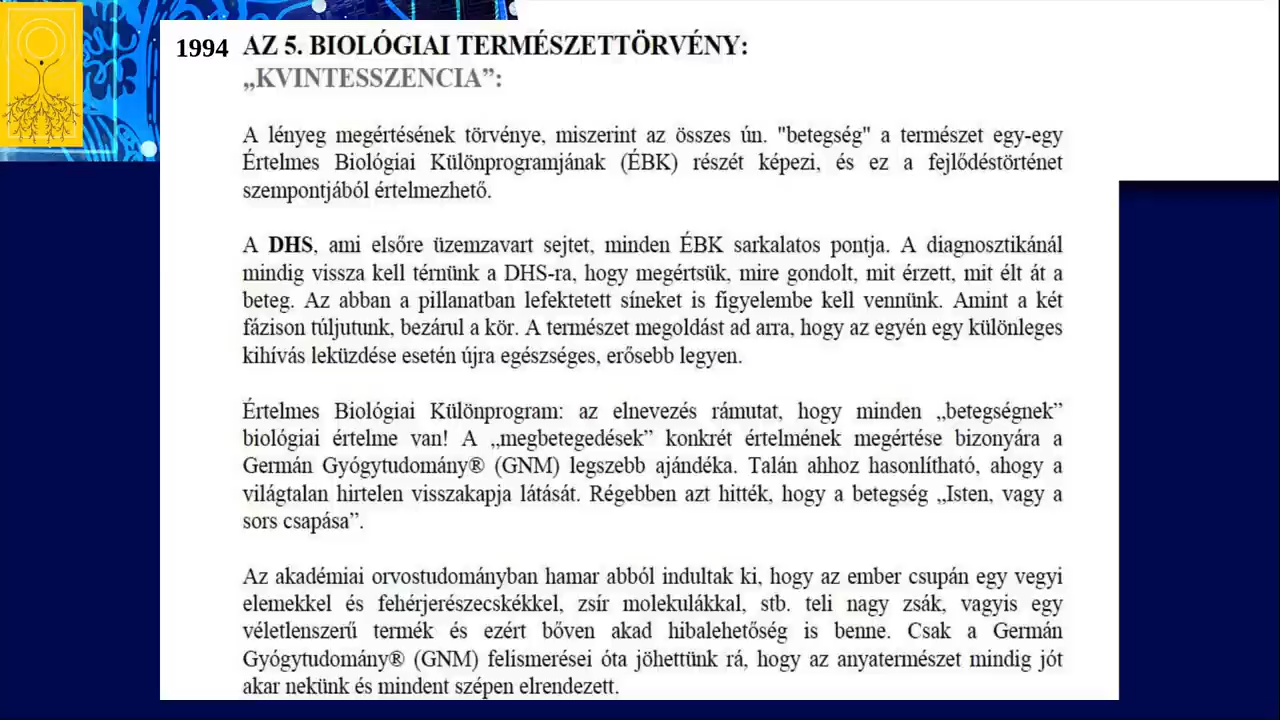 1994 AZ 5. BIOLÓGIAI TERMÉSZETTÖRVÉNY:
„KVINTESSZENCIA”:
A lényeg megértésének törvénye, miszerint az összes ún. "betegség" a természet egy-egy
Értelmes Biológiai Különprogramjának (ÉBK) részét képezi, és ez a fejlődéstörténet
szempontjából értelmezhető.
A DHS, ami elsőre üzemzavart sejtet, minden ÉBK sarkalatos pontja. A diagnosztikánál
mindig vissza kell térnünk a DHS-ra, hogy megértsük, mire gondolt, mit érzett, mit élt át a
beteg. Az abban a pillanatban lefektetett síneket is figyelembe kell vennünk. Amint a két
fázison túljutunk, bezárul a kör. A természet megoldást ad arra, hogy az egyén egy különleges
kihívás leküzdése esetén újra egészséges, erősebb legyen.
Értelmes Biológiai Különprogram: az elnevezés rámutat, hogy minden „betegségnek”
biológiai értelme van! A „megbetegedések” konkrét értelmének megértése bizonyára a
Germán Gyógytudomány® (GNM) legszebb ajándéka. Talán ahhoz hasonlítható, ahogy a
világtalan hirtelen visszakapja látását. Régebben azt hitték, hogy a betegség „Isten, vagy a
sors csapása”.
Az akadémiai orvostudományban hamar abból indultak ki, hogy az ember csupán egy vegyi
elemekkel és fehérjerészecskékkel, zsír molekulákkal, stb. teli nagy zsák, vagyis egy
véletlenszerű termék és ezért bőven akad hibalehetőség is benne. Csak a Germán
Gyógytudomány® (GNM) felismerései óta jöhettünk rá, hogy az anyatermészet mindig jót
akar nekünk és mindent szépen elrendezett.